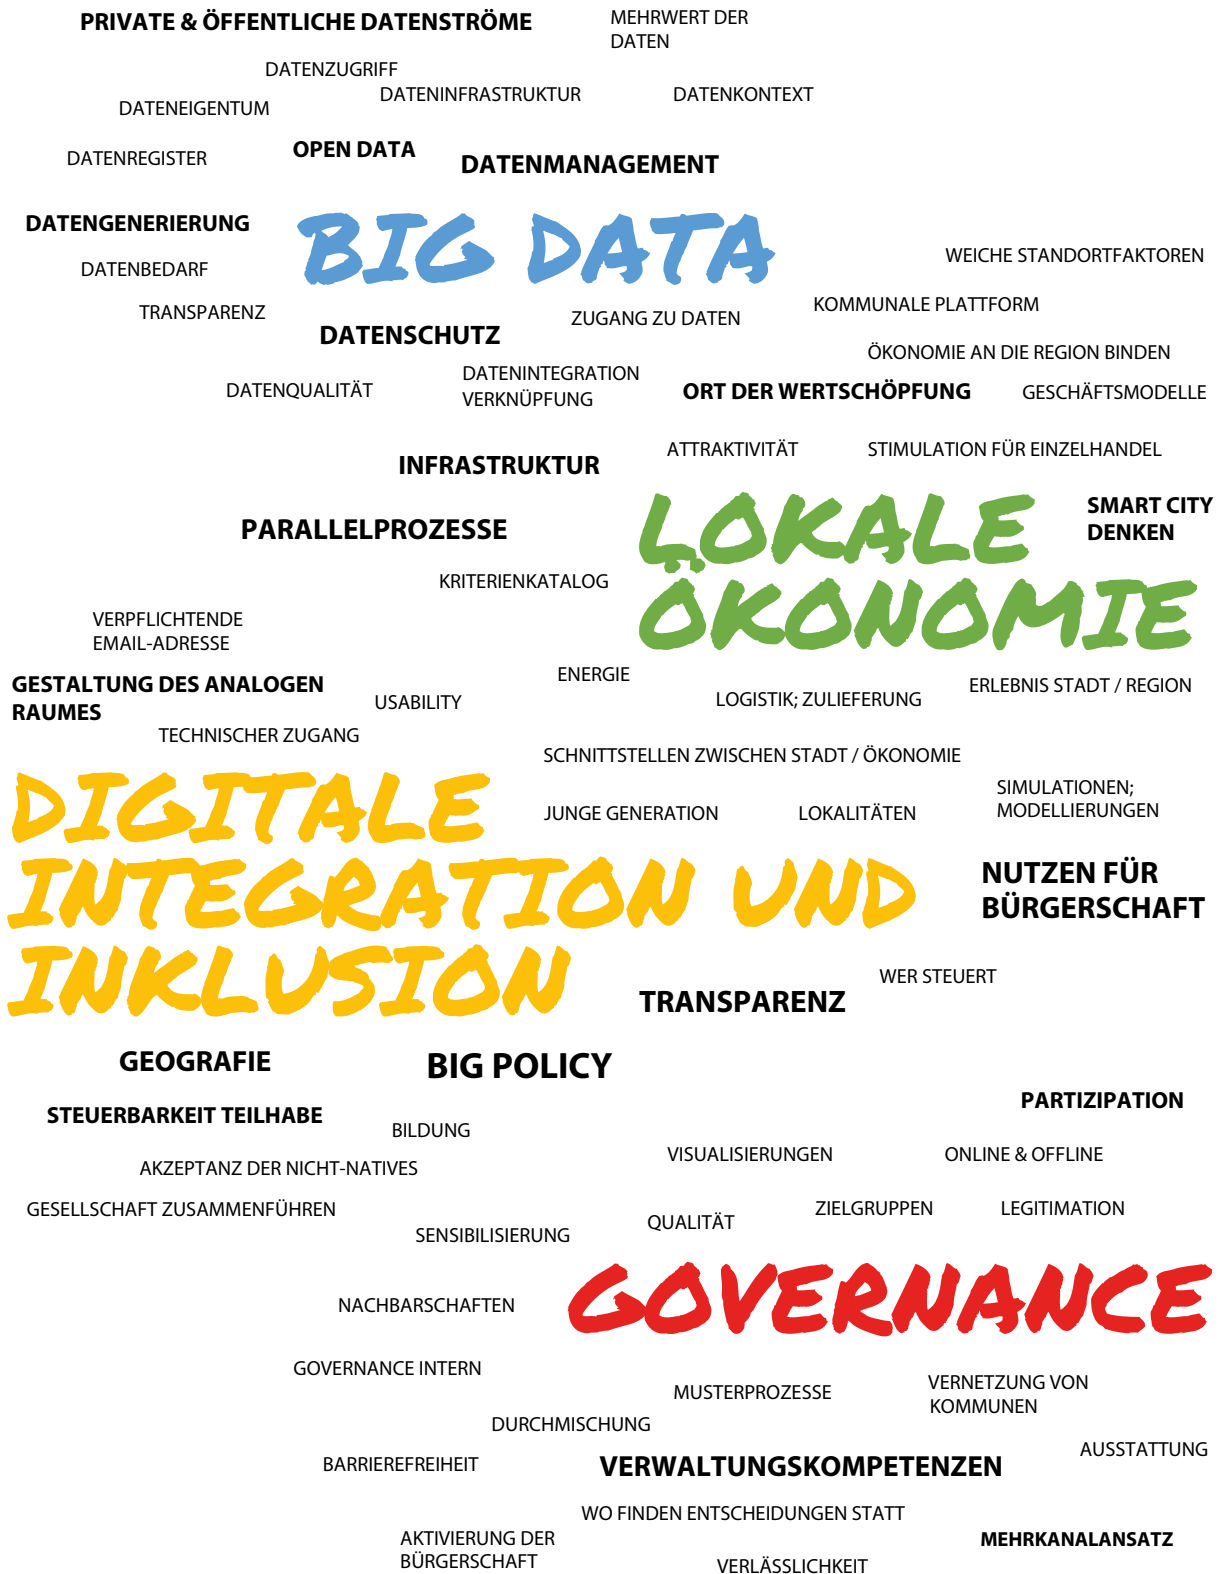 PRIVATE & ÖFFENTLICHE DATENSTRÖME
MEHRWERT DER
DATEN
DATENZUGRIFF
DATENINFRASTRUKTUR
DATENKONTEXT
DATENEIGENTUM
OPEN DATA
DATENREGISTER
DATENMANAGEMENT
DATENGENERIERUNG
BIG DATA
WEICHE STANDORTFAKTOREN
DATENBEDARF
TRANSPARENZ
ZUGANG ZU DATEN
KOMMUNALE PLATTFORM
DATENSCHUTZ
ÖKONOMIE AN DIE REGION BINDEN
DATENINTEGRATION
VERKNÜPFUNG
DATENQUALITÄT
ORT DER WERTSCHÖPFUNG
GESCHÄFTSMODELLE
ATTRAKTIVITÄT
STIMULATION FÜR EINZELHANDEL
INFRASTRUKTUR
SMART CITY
DENKEN
PARALLELPROZESSE
LOKALE
ÖKONOMIE
KRITERIENKATALOG
VERPFLICHTENDE
EMAIL-ADRESSE
ENERGIE
GESTALTUNG DES ANALOGEN
RAUMES
USABILITY
LOGISTIK; ZULIEFERUNG
ERLEBNIS STADT / REGION
TECHNISCHER ZUGANG
SCHNITTSTELLEN ZWISCHEN STADT / ÖKONOMIE
SIMULATIONEN;
MODELLIERUNGEN
JUNGE GENERATION
LOKALITÄTEN
DIGITALE
INTEGRATION UND
INKLUSION
NUTZEN FÜR
BÜRGERSCHAFT
WER STEUERT
TRANSPARENZ
GEOGRAFIE
BIG POLICY
PARTIZIPATION
STEUERBARKEIT TEILHABE
BILDUNG
VISUALISIERUNGEN
ONLINE & OFFLINE
AKZEPTANZ DER NICHT-NATIVES
GESELLSCHAFT ZUSAMMENFÜHREN
ZIELGRUPPEN
LEGITIMATION
QUALITÄT
SENSIBILISIERUNG
GOVERNANCE
NACHBARSCHAFTEN
GOVERNANCE INTERN
MUSTERPROZESSE
VERNETZUNG VON
KOMMUNEN
DURCHMISCHUNG
AUSSTATTUNG
BARRIEREFREIHEIT
VERWALTUNGSKOMPETENZEN
WO FINDEN ENTSCHEIDUNGEN STATT
AKTIVIERUNG DER
BÜRGERSCHAFT
MEHRKANALANSATZ
VERLÄSSLICHKEIT